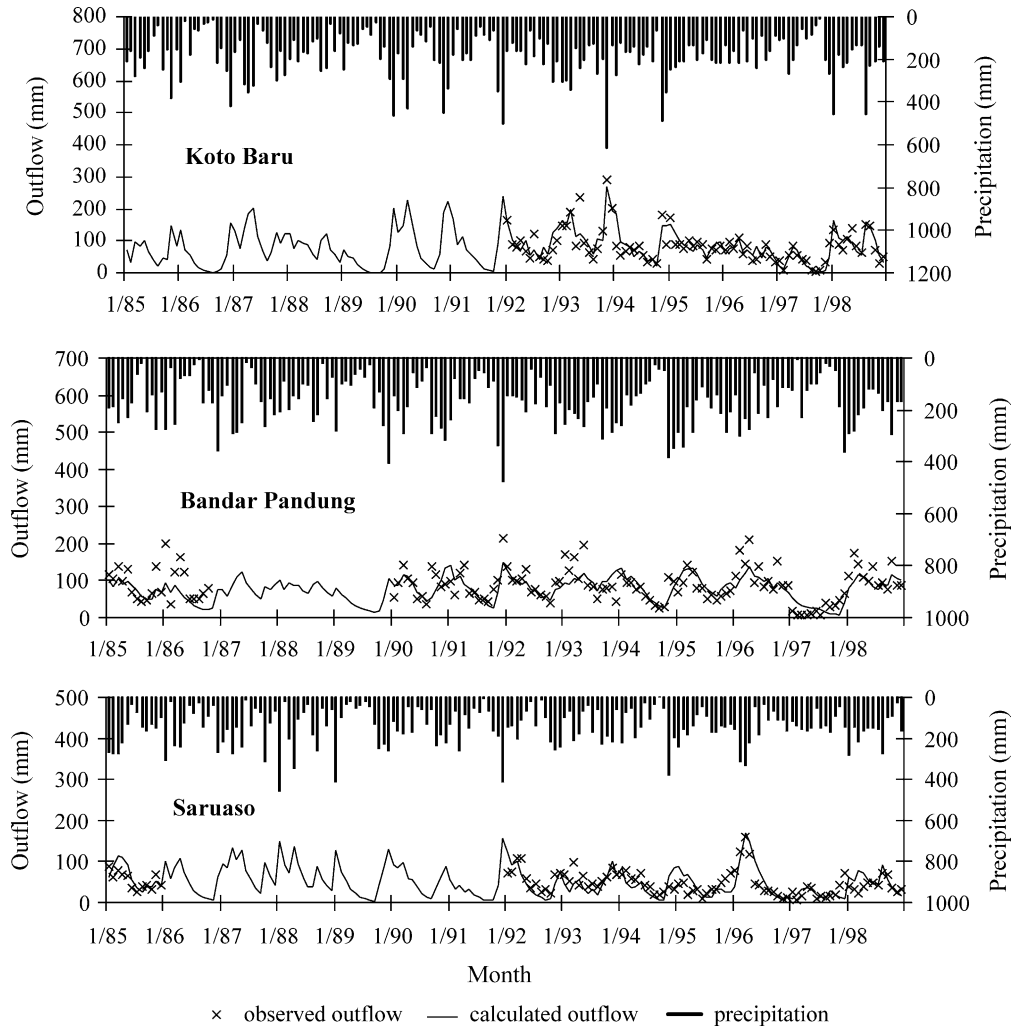 800 0
700
600 200
500 400
400
300 600
200 800
100 1000
0 1200
Outflow (mm)
Precipitation (mm)
Koto Baru
1/85 1/86 1/87 1/88 1/89 1/90 1/91 1/92 1/93 1/94 1/95 1/96 1/97 1/98
700 0
600
500 200
400 400
300
200 600
100 800
0 1000
Outflow (mm)
Precipitation (mm)
Bandar Pandung
1/85 1/86 1/87 1/88 1/89 1/90 1/91 1/92 1/93 1/94 1/95 1/96 1/97 1/98
500 0
400 200
300 400
200 600
100 800
0 1000
Outflow (mm)
Precipitation (mm)
Saruaso
1/85 1/86 1/87 1/88 1/89 1/90 1/91 1/92 1/93 1/94 1/95 1/96 1/97 1/98
Month
observed outflow calculated outflow precipitation